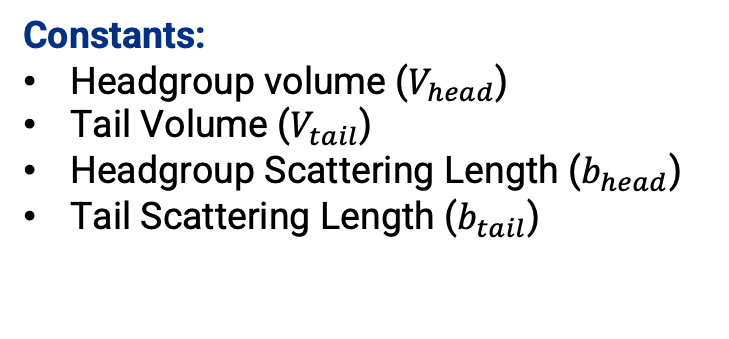 Constants:
• Headgroup volume (V_head)
• Tail Volume (V_tail)
• Headgroup Scattering Length (b_head)
• Tail Scattering Length (b_tail)